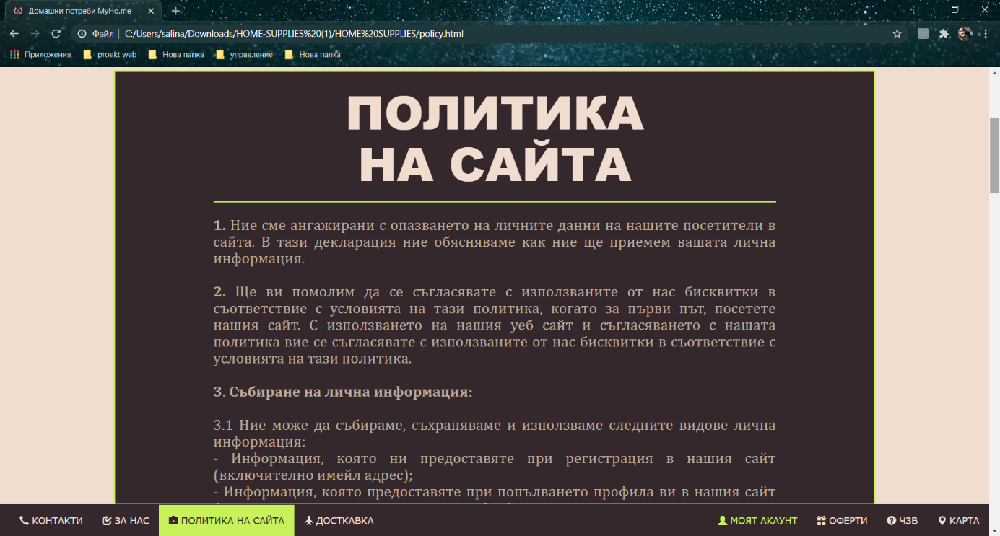 Домашни потреби MyHo.me
Файл | C:/Users/salina/Downloads/HOME-SUPPLIES%20(1)/HOME%20SUPPLIES/policy.html
Приложения proekt web Нова папка управление Нова папка
ПОЛИТИКА
НА САЙТА
1. Ние сме ангажирани с опазването на личните данни на нашите посетители в
сайта. В тази декларация ние обясняваме как ние ще приемем вашата лична
информация.
2. Ще ви помолим да се съгласявате с използваните от нас бисквитки в
съответствие с условията на тази политика, когато за първи път, посетете
нашия сайт. С използването на нашия уеб сайт и съгласяването с нашата
политика вие се съгласявате с използваните от нас бисквитки в съответствие с
условията на тази политика.
3. Събиране на лична информация:
3.1 Ние може да събираме, съхраняваме и използваме следните видове лична
информация:
- Информация, която ни предоставяте при регистрация в нашия сайт
(включително имейл адрес);
- Информация, която предоставяте при попълването профила ви в нашия сайт
КОНТАКТИ ЗА НАС ПОЛИТИКА НА САЙТА ДОСТКАВКА МОЯТ АКАУНТ ОФЕРТИ ЧЗВ КАРТА